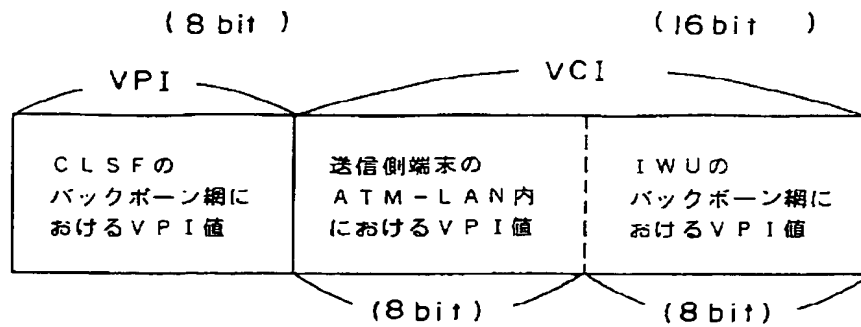 (8bit)
(16bit)
VPI
VCI
CLSFの
バックボーン網に
おけるVPI値
送信側端末の
ATM-LAN内
におけるVPI値
IWUの
バックボーン網に
おけるVPI値
(8bit)
(8bit)